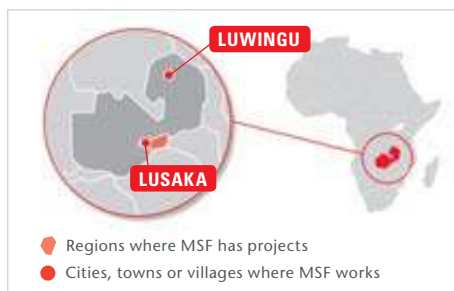 LUWINGU
LUSAKA
Regions where MSF has projects
Cities, towns or villages where MSF works